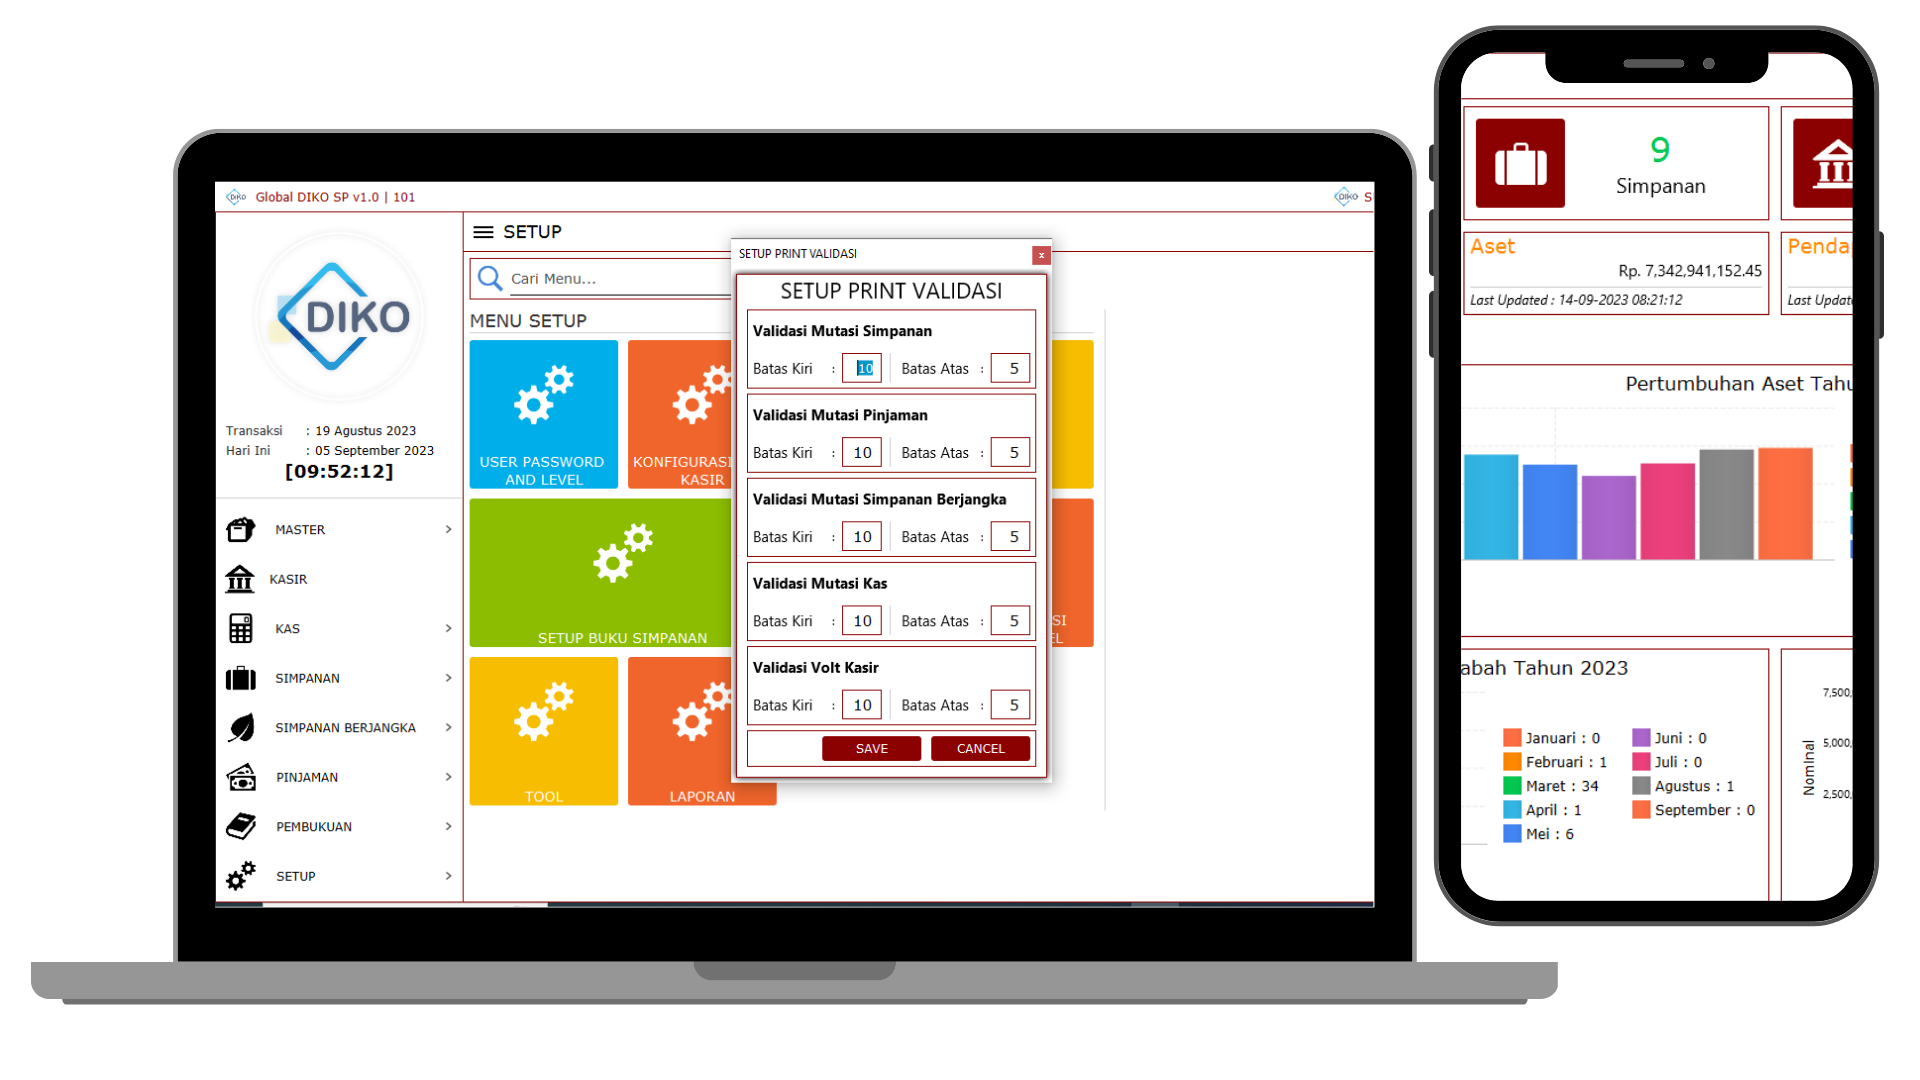 DIKO Global DIKO SP v1.0 | 101
DIKO
DIKO
Transaksi : 19 Agustus 2023
Hari Ini : 05 September 2023
[09:52:12]
MASTER
KASIR
KAS
SIMPANAN
SIMPANAN BERJANGKA
PINJAMAN
PEMBUKUAN
SETUP
SETUP
Cari Menu...
MENU SETUP
USER PASSWORD
AND LEVEL
KONFIGURASI
KASIR
SETUP BUKU SIMPANAN
TOOL
LAPORAN
SI
EL
SETUP PRINT VALIDASI
x
SETUP PRINT VALIDASI
Validasi Mutasi Simpanan
Batas Kiri : 10 Batas Atas : 5
Validasi Mutasi Pinjaman
Batas Kiri : 10 Batas Atas : 5
Validasi Mutasi Simpanan Berjangka
Batas Kiri : 10 Batas Atas : 5
Validasi Mutasi Kas
Batas Kiri : 10 Batas Atas : 5
Validasi Volt Kasir
Batas Kiri : 10 Batas Atas : 5
SAVE CANCEL
9
Simpanan
Aset
Rp. 7,342,941,152.45
Last Updated : 14-09-2023 08:21:12
Penda
Last Updat
Pertumbuhan Aset Tahu
abah Tahun 2023
Januari : 0
Februari : 1
Maret : 34
April : 1
Mei : 6
Juni : 0
Juli : 0
Agustus : 1
September : 0
Nominal
7,500,
5,000,
2,500,